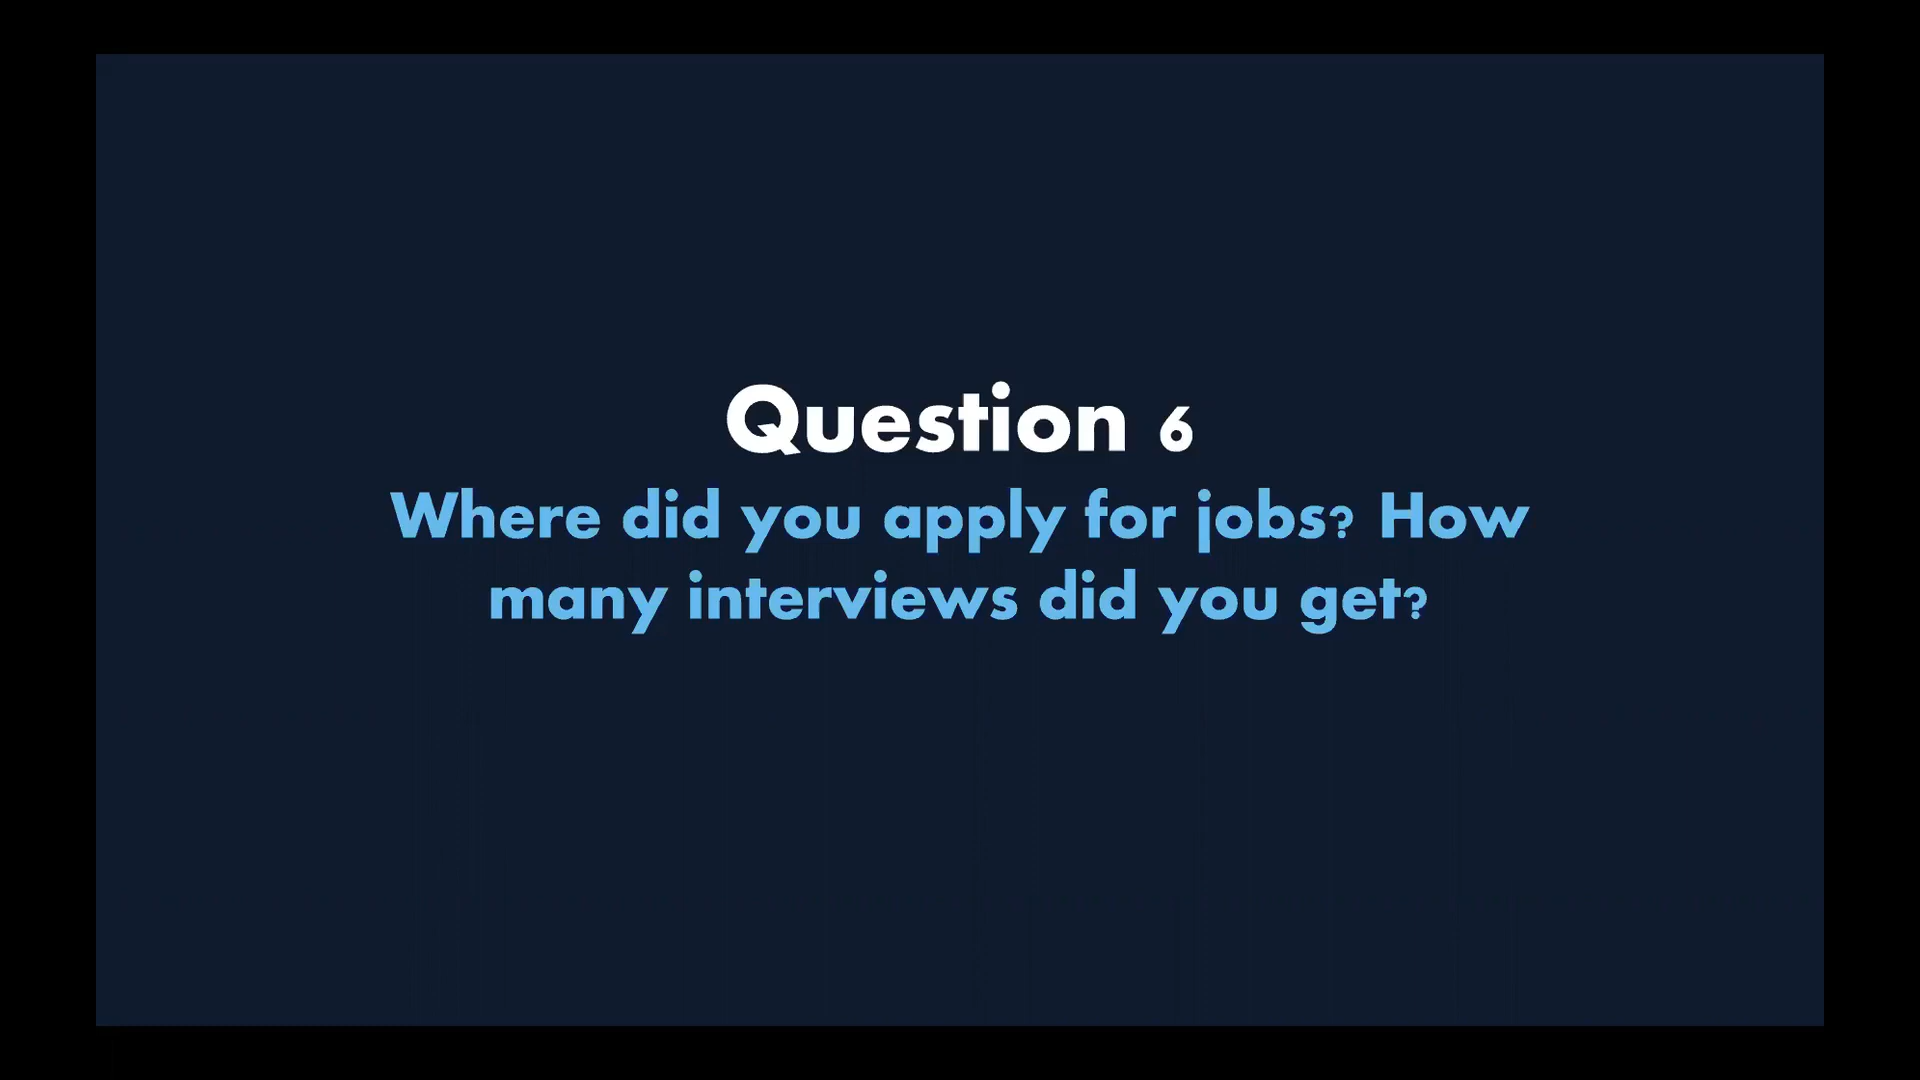 Question 6
Where did you apply for jobs? How
many interviews did you get?